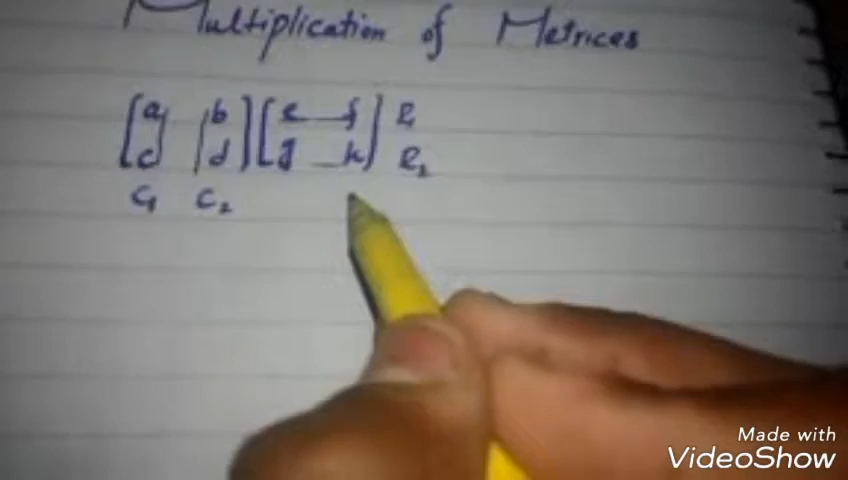 Multiplication of Metrices
[a b] [e f] R₁
[c d] [g h] R₂
C₁ C₂
Made with
VideoShow